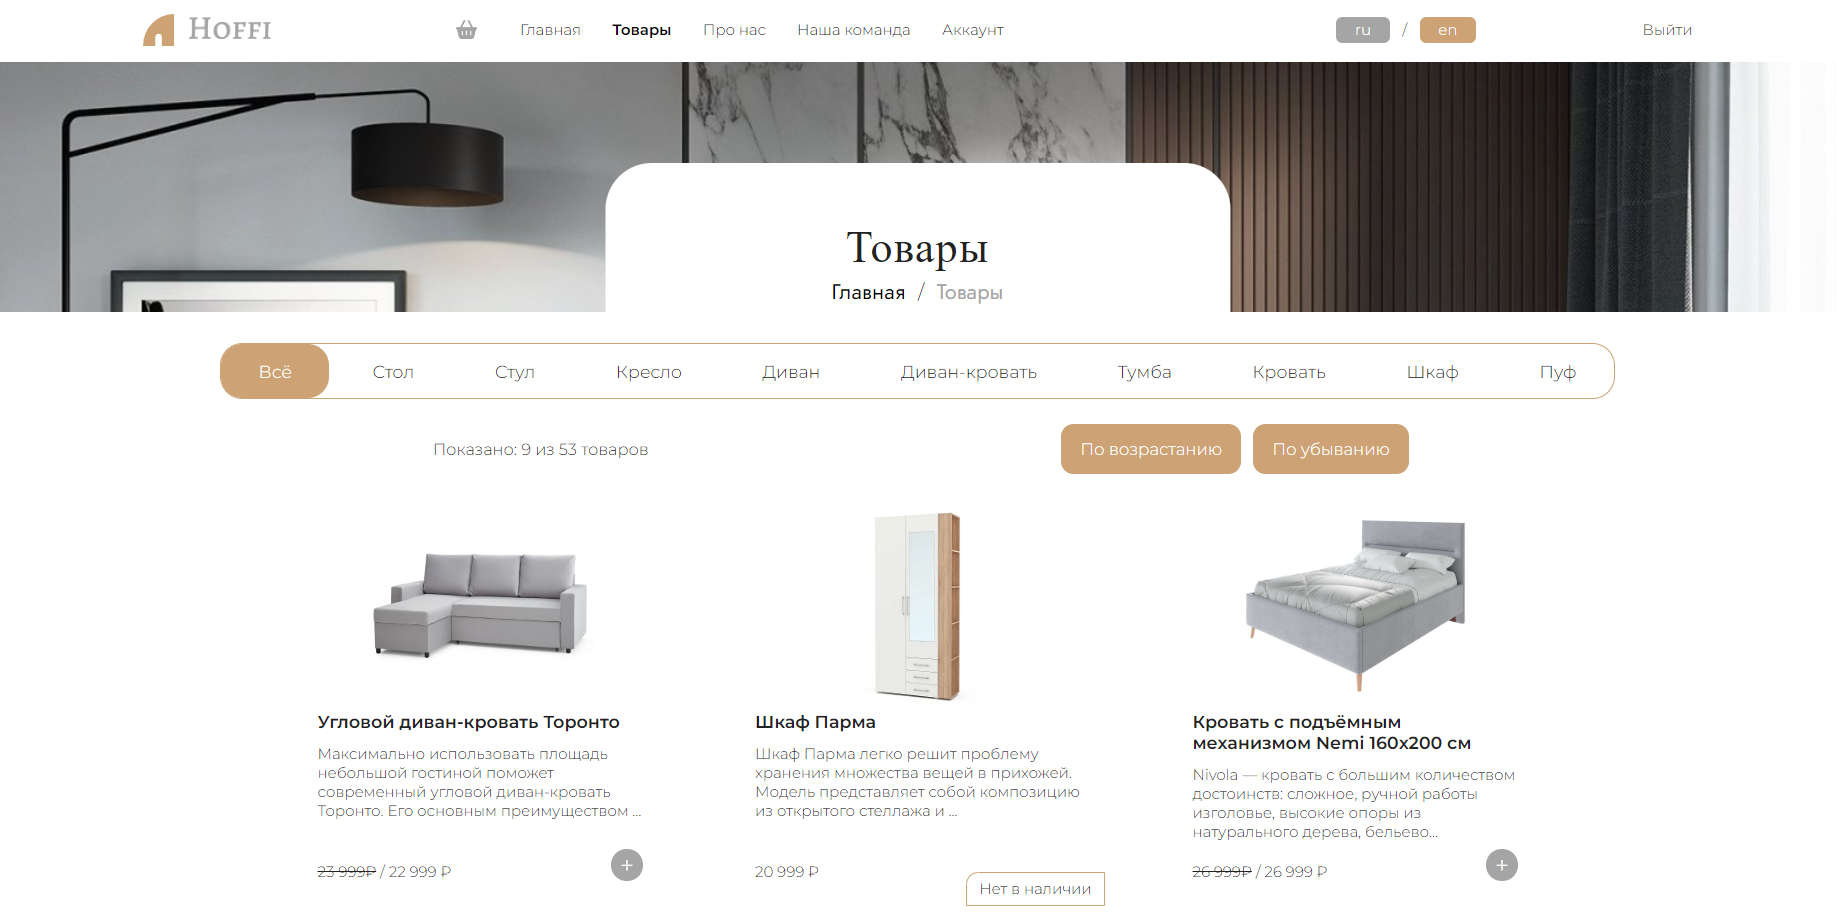 Hoffi
Главная Товары Про нас Наша команда Аккаунт
ru / en
Выйти
Товары
Главная / Товары
Всё Стол Стул Кресло Диван Диван-кровать Тумба Кровать Шкаф Пуф
Показано: 9 из 53 товаров
По возрастанию По убыванию
Угловой диван-кровать Торонто
Максимально использовать площадь
небольшой гостиной поможет
современный угловой диван-кровать
Торонто. Его основным преимуществом ...
23 999₽ / 22 999 ₽
+
Шкаф Парма
Шкаф Парма легко решит проблему
хранения множества вещей в прихожей.
Модель представляет собой композицию
из открытого стеллажа и ...
20 999 ₽
Нет в наличии
Кровать с подъёмным
механизмом Nemi 160х200 см
Nivola — кровать с большим количеством
достоинств: сложное, ручной работы
изголовье, высокие опоры из
натурального дерева, бельево...
26 999₽ / 26 999 ₽
+